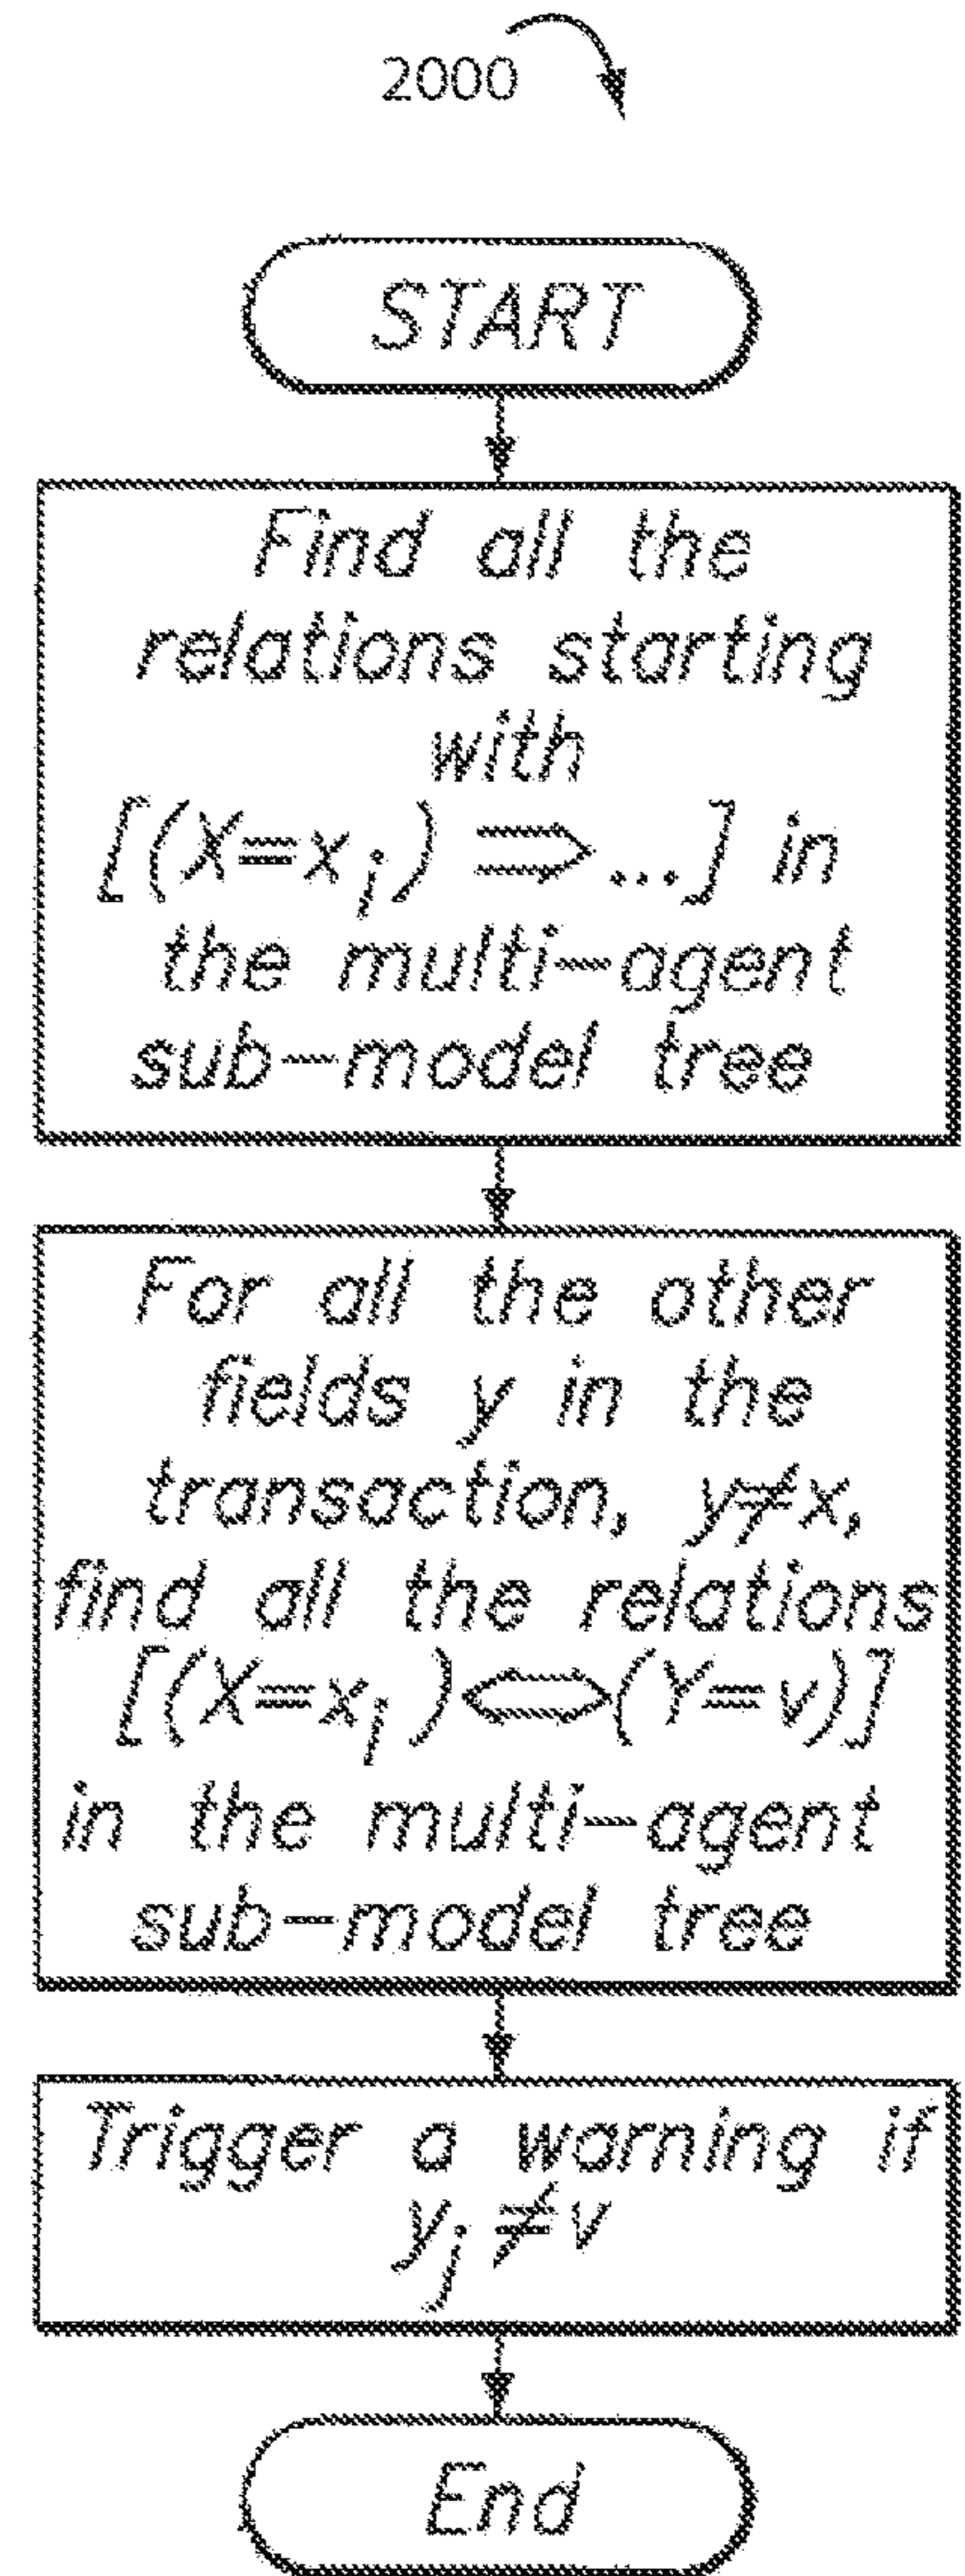 2000
START
Find all the
relations starting
with
[(X=xᵢ) ⇒...] in
the multi-agent
sub-model tree
For all the other
fields y in the
transaction, y≠x,
find all the relations
[(X=xᵢ)⇔(Y=v)]
in the multi-agent
sub-model tree
Trigger a warning if
yⱼ≠v
End